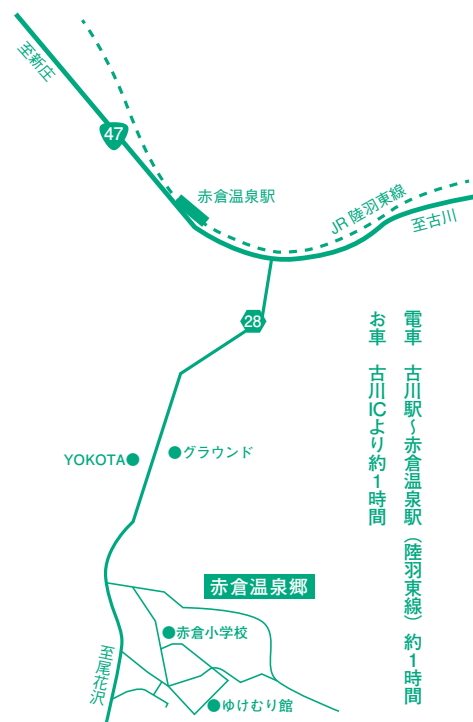 至新庄
47
赤倉温泉駅
JR陸羽東線
至古川
28
電車 古川駅～赤倉温泉駅(陸羽東線) 約1時間
お車 古川ICより約1時間
グラウンド
YOKOTA
赤倉温泉郷
赤倉小学校
至尾花沢
ゆけむり館